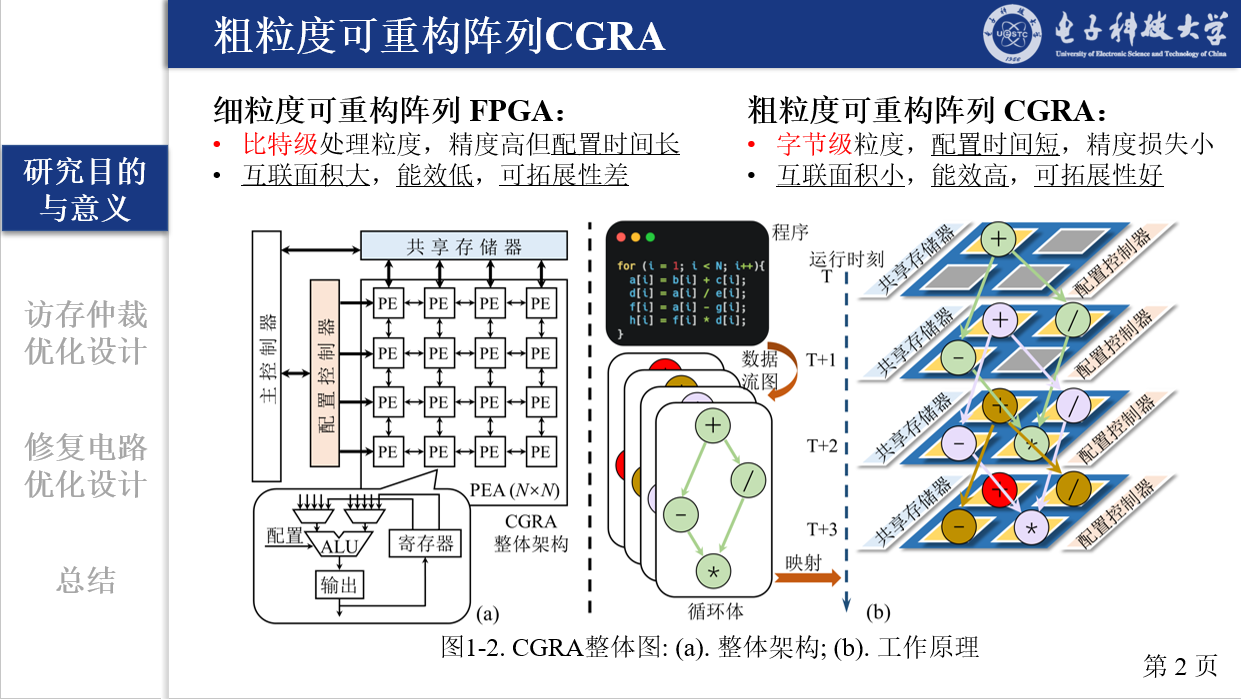 粗粒度可重构阵列CGRA
电子科技大学
University of Electronic Science and Technology of China
UESTC
1956
研究目的
与意义
访存仲裁
优化设计
修复电路
优化设计
总结
细粒度可重构阵列 FPGA：
• 比特级处理粒度，精度高但配置时间长
• 互联面积大，能效低，可拓展性差
粗粒度可重构阵列 CGRA：
• 字节级粒度，配置时间短，精度损失小
• 互联面积小，能效高，可拓展性好
共享存储器
主控制器
配置控制器
PE PE PE PE
PE PE PE PE
PE PE PE PE
PE PE PE PE
PEA (N×N)
CGRA
整体架构
配置
ALU
寄存器
输出
(a)
程序
for (i = 1; i < N; i++){
a[i] = b[i] + c[i];
d[i] = a[i] / e[i];
f[i] = a[i] - g[i];
h[i] = f[i] * d[i];
}
数据
流图
+
/
-
*
循环体
映射
运行时刻
T
T+1
T+2
T+3
共享存储器
+
配置控制器
共享存储器
+
/
-
配置控制器
共享存储器
+
/
-
*
配置控制器
共享存储器
+
/
-
*
配置控制器
(b)
图1-2. CGRA整体图: (a). 整体架构; (b). 工作原理
第 2 页